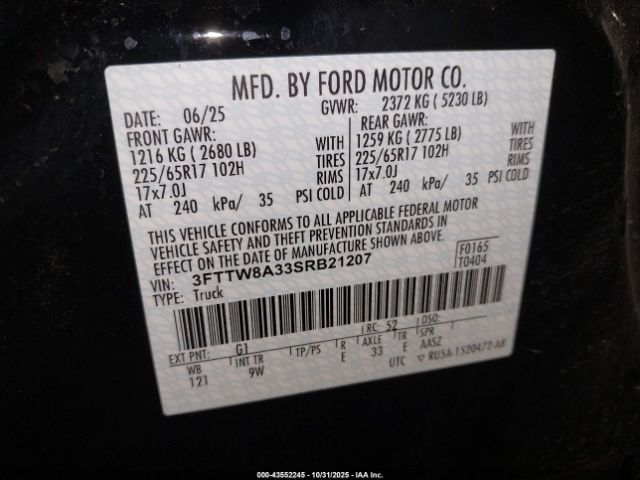 MFD. BY FORD MOTOR CO.
DATE: 06/25 GVWR: 2372 KG ( 5230 LB)
FRONT GAWR: REAR GAWR:
1216 KG ( 2680 LB) WITH 1259 KG ( 2775 LB) WITH
225/65R17 102H TIRES 225/65R17 102H TIRES
17x7.0J RIMS 17x7.0J RIMS
AT 240 kPa/ 35 PSI COLD AT 240 kPa/ 35 PSI COLD
THIS VEHICLE CONFORMS TO ALL APPLICABLE FEDERAL MOTOR
VEHICLE SAFETY AND THEFT PREVENTION STANDARDS IN
EFFECT ON THE DATE OF MANUFACTURE SHOWN ABOVE.
VIN: 3FTTW8A33SRB21207 F0165
TYPE: Truck T0404
EXT PNT: G1 RC: 52 DSO:
WB INT TR TP/PS R AXLE TR SPR
121 9W E 33 E AASZ
UTC RU5A-1520472-AB
000-43552245 - 10/31/2025 - IAA Inc.